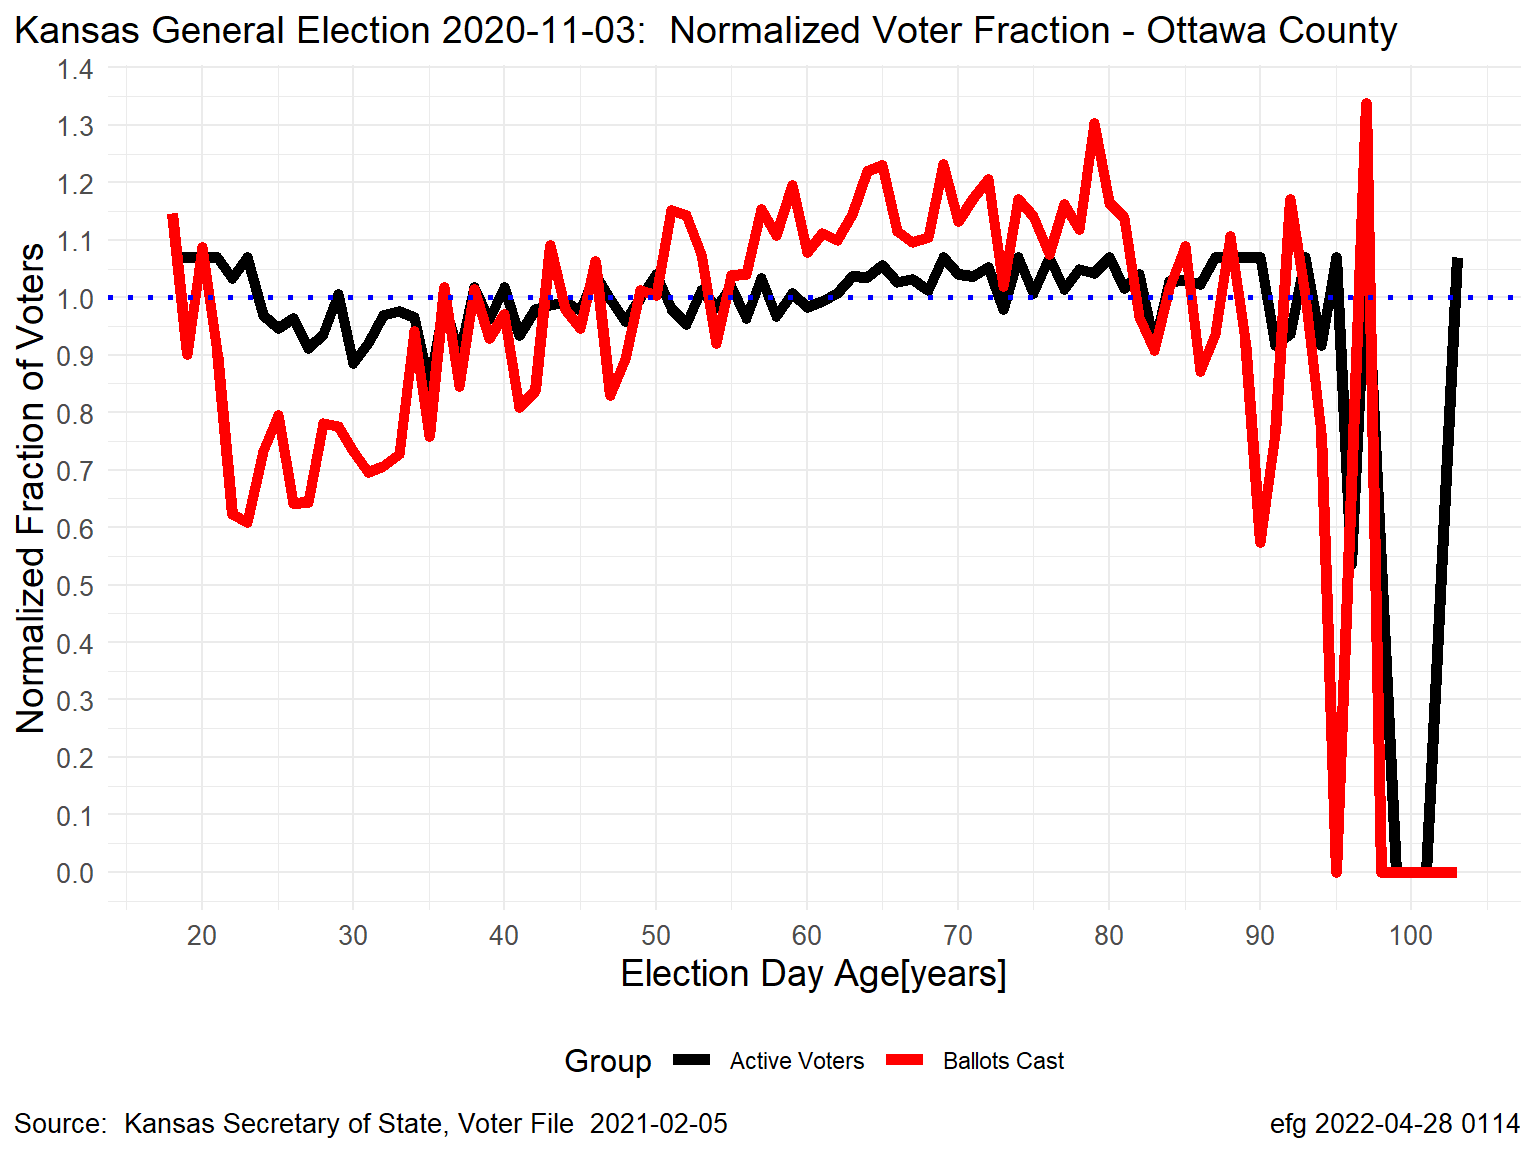 Kansas General Election 2020-11-03:  Normalized Voter Fraction - Ottawa County
Normalized Fraction of Voters
1.4
1.3
1.2
1.1
1.0
0.9
0.8
0.7
0.6
0.5
0.4
0.3
0.2
0.1
0.0
20 30 40 50 60 70 80 90 100
Election Day Age[years]
Group Active Voters Ballots Cast
Source:  Kansas Secretary of State, Voter File  2021-02-05 efg 2022-04-28 0114